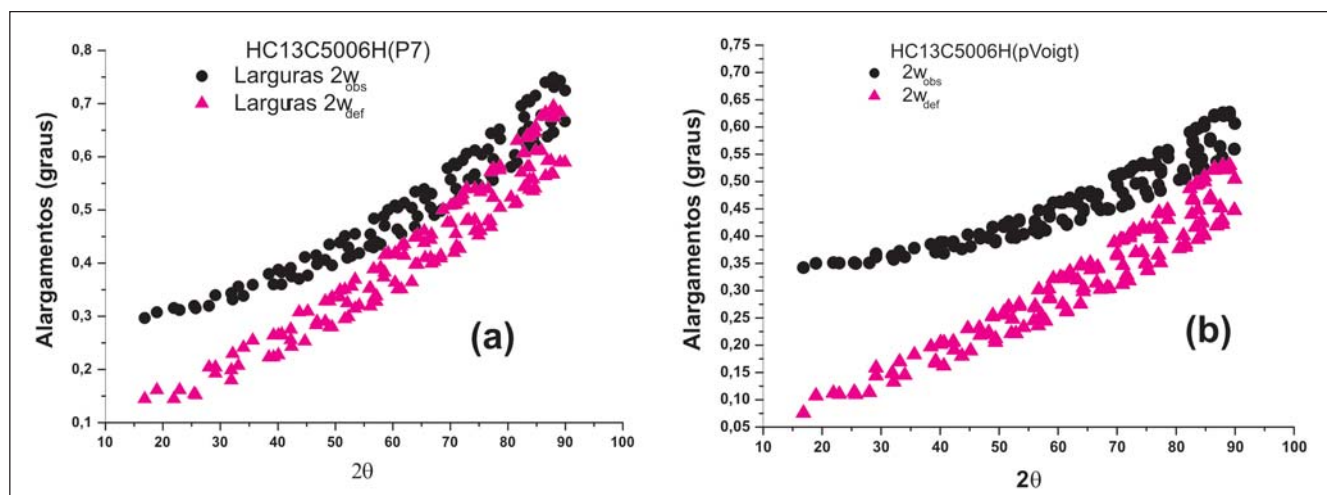 HC13C5006H(P7)
Larguras 2w_obs
Larguras 2w_def
Alargamentos (graus)
0,8
0,7
0,6
0,5
0,4
0,3
0,2
0,1
10 20 30 40 50 60 70 80 90 100
2θ
(a)
HC13C5006H(pVoigt)
2w_obs
2w_def
Alargamentos (graus)
0,75
0,70
0,65
0,60
0,55
0,50
0,45
0,40
0,35
0,30
0,25
0,20
0,15
0,10
0,05
10 20 30 40 50 60 70 80 90 100
2θ
(b)